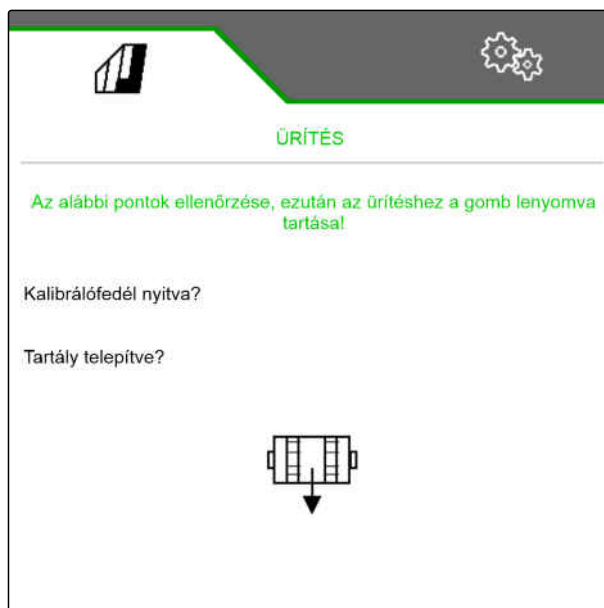 ÜRÍTÉS
Az alábbi pontok ellenőrzése, ezután az ürítéshez a gomb lenyomva
tartása!
Kalibrálófedél nyitva?
Tartály telepítve?